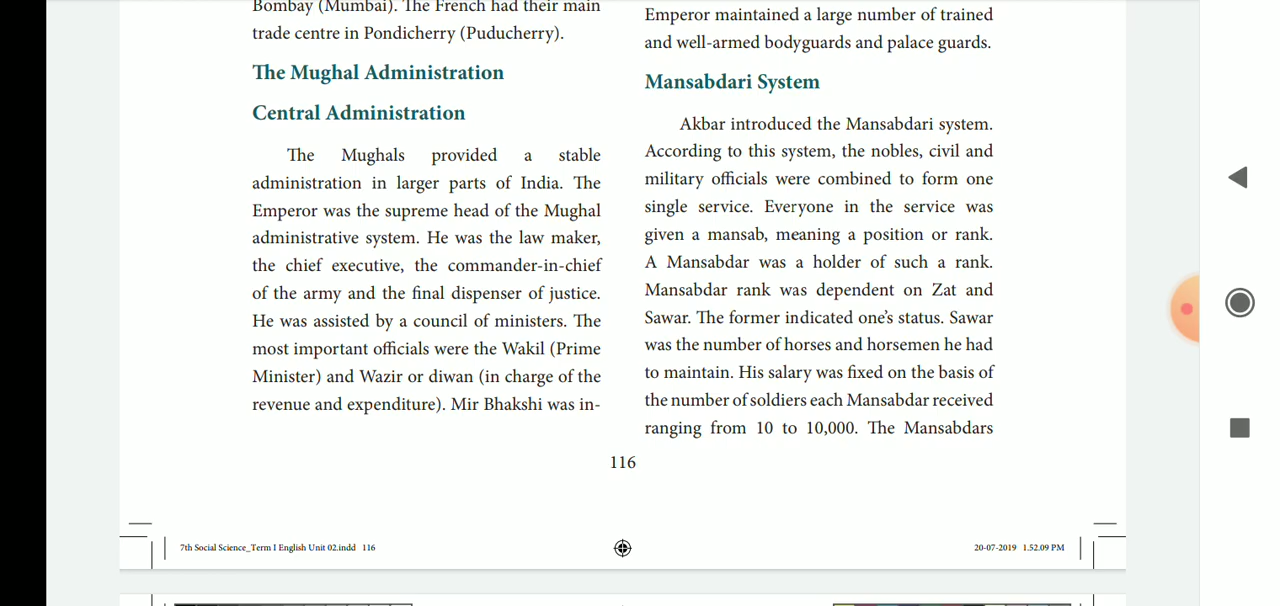 Bombay (Mumbai). The French had their main
trade centre in Pondicherry (Puducherry).
The Mughal Administration
Central Administration
The Mughals provided a stable
administration in larger parts of India. The
Emperor was the supreme head of the Mughal
administrative system. He was the law maker,
the chief executive, the commander-in-chief
of the army and the final dispenser of justice.
He was assisted by a council of ministers. The
most important officials were the Wakil (Prime
Minister) and Wazir or diwan (in charge of the
revenue and expenditure). Mir Bhakshi was in-
Emperor maintained a large number of trained
and well-armed bodyguards and palace guards.
Mansabdari System
Akbar introduced the Mansabdari system.
According to this system, the nobles, civil and
military officials were combined to form one
single service. Everyone in the service was
given a mansab, meaning a position or rank.
A Mansabdar was a holder of such a rank.
Mansabdar rank was dependent on Zat and
Sawar. The former indicated one's status. Sawar
was the number of horses and horsemen he had
to maintain. His salary was fixed on the basis of
the number of soldiers each Mansabdar received
ranging from 10 to 10,000. The Mansabdars
116
7th Social Science_Term I English Unit 02.indd 116
20-07-2019 1.52.09 PM